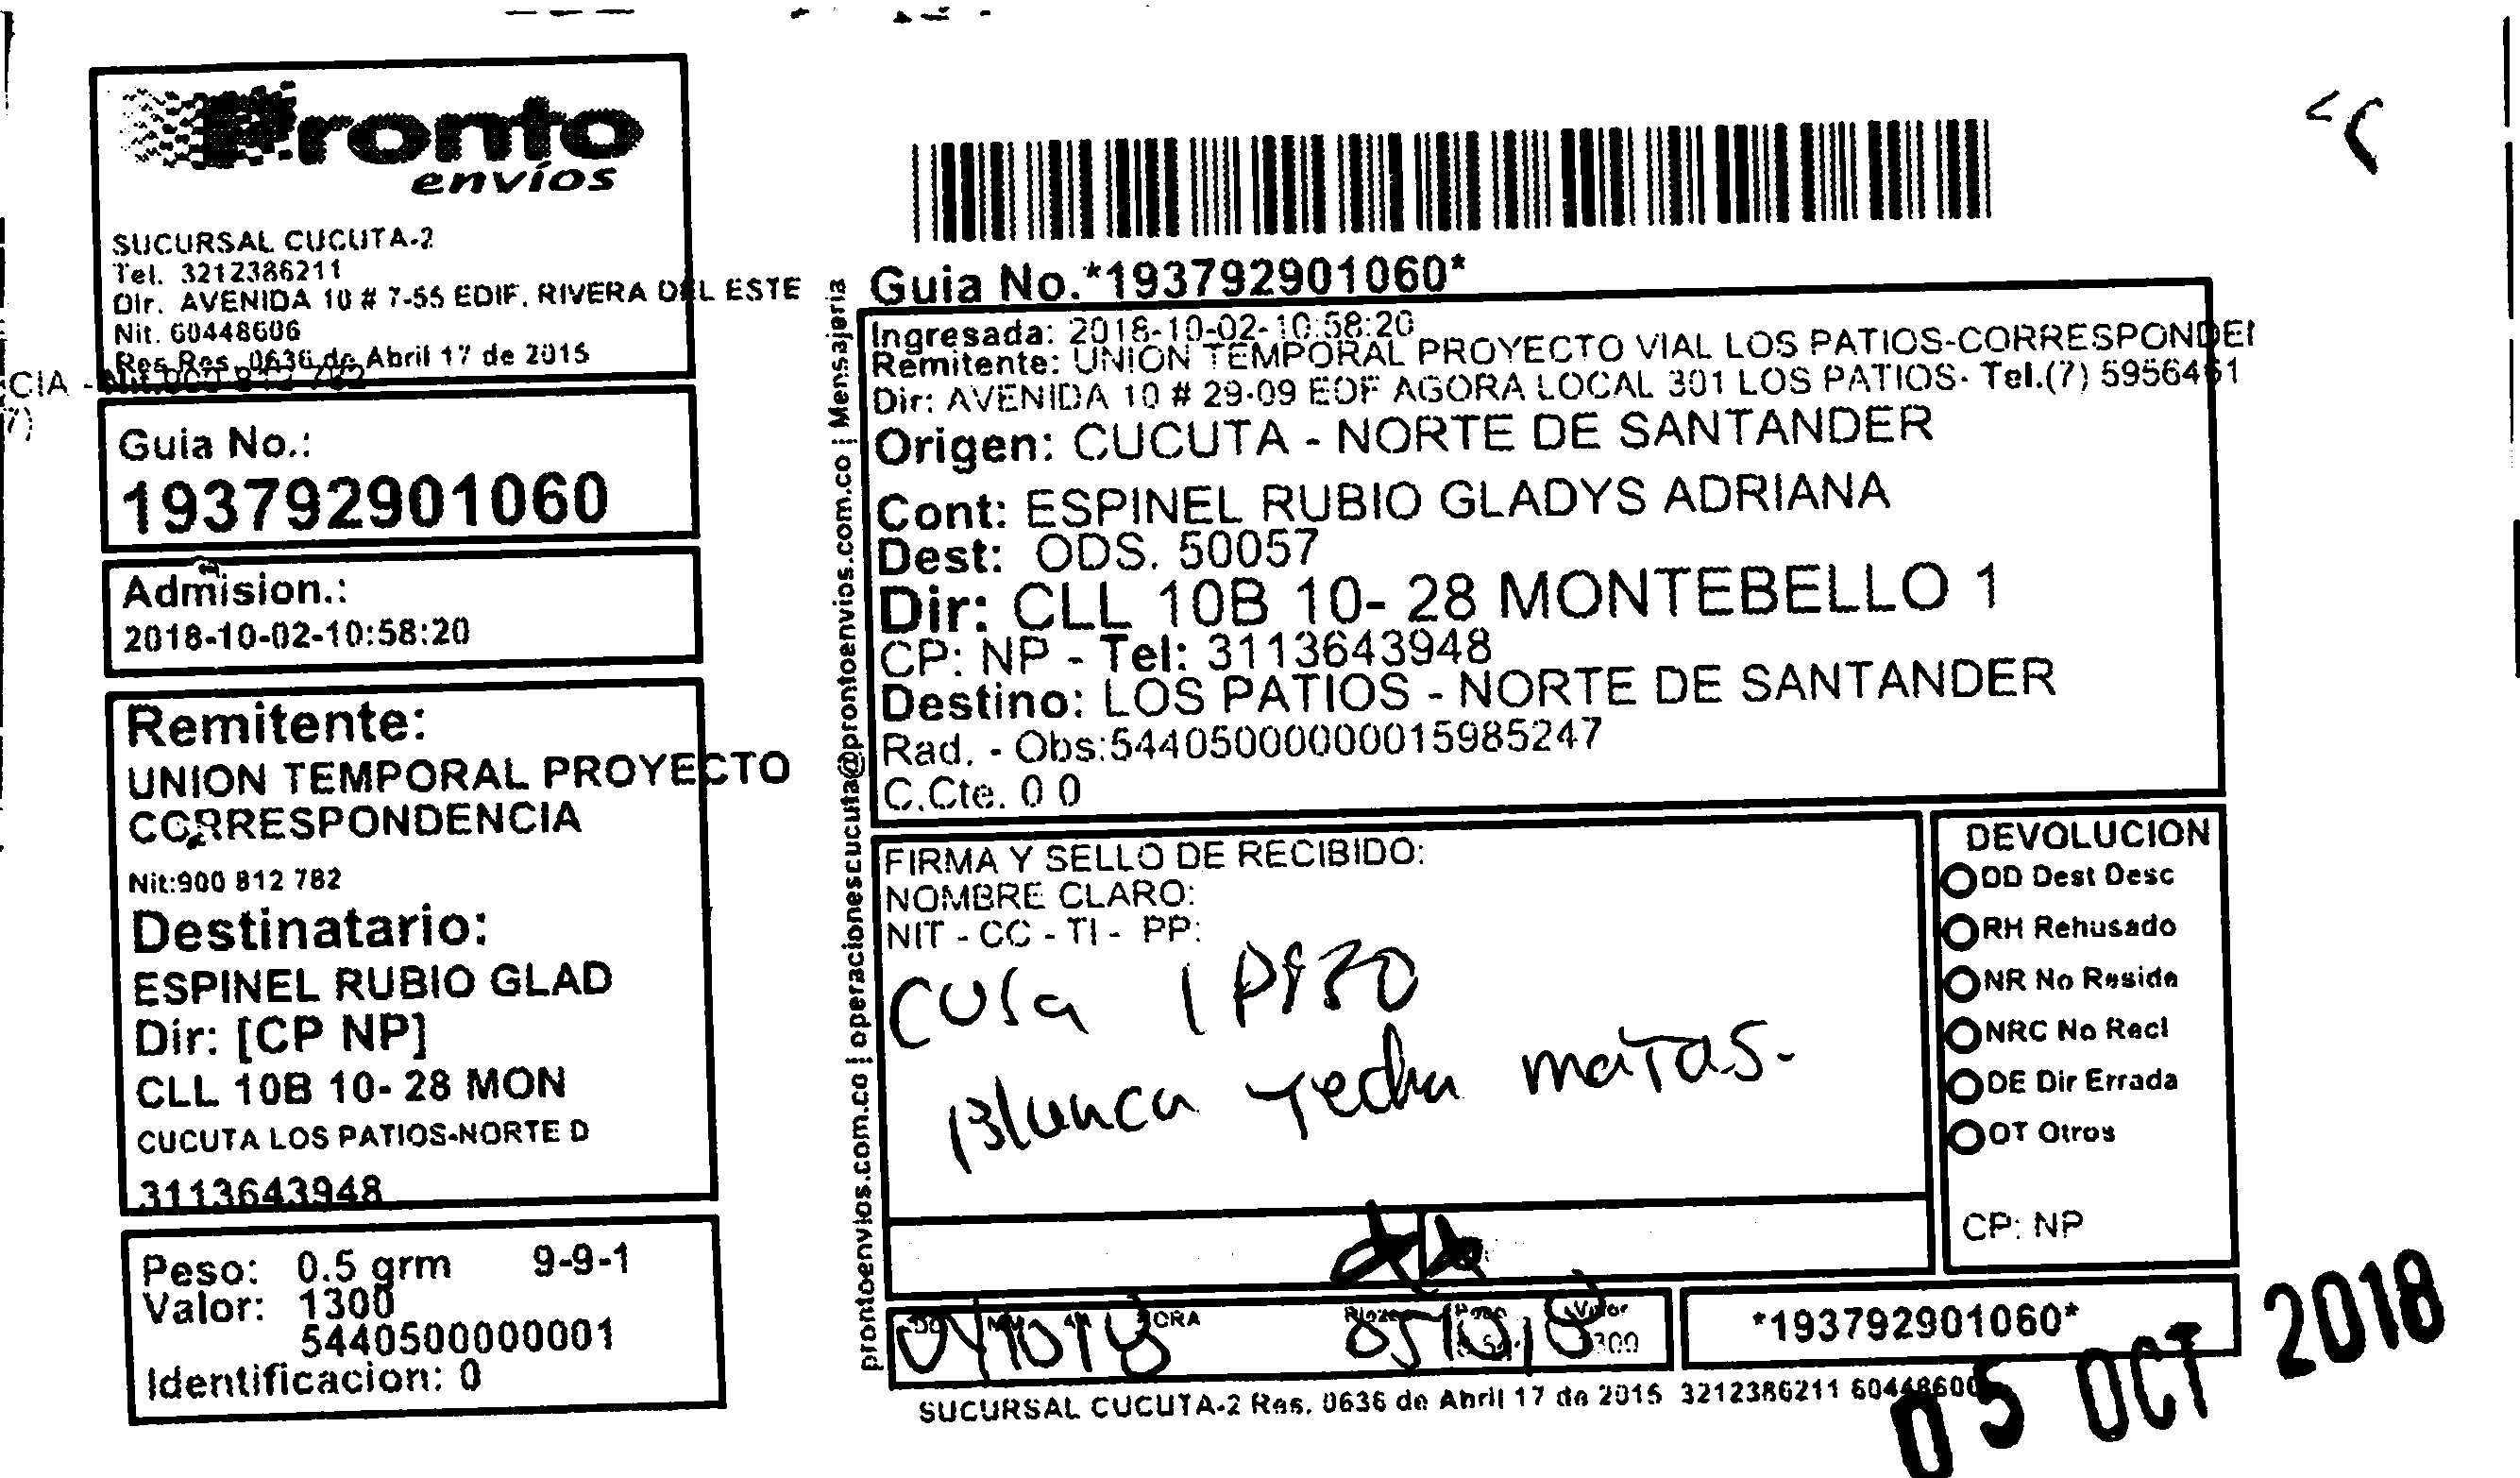 Pronto
envíos
SUCURSAL CUCUTA-2
Tel. 3212386211
Dir. AVENIDA 10 # 7-55 EDIF. RIVERA DEL ESTE
Nit. 60448606
Res Res. 0636 de Abril 17 de 2015
CIA -
7)
Guia No.:
193792901060
Admision.:
2018-10-02-10:58:20
Remitente:
UNION TEMPORAL PROYECTO
CORRESPONDENCIA
Nit:900 812 782
Destinatario:
ESPINEL RUBIO GLAD
Dir: [CP NP]
CLL 10B 10- 28 MON
CUCUTA LOS PATIOS-NORTE D
3113643948
Peso: 0.5 grm 9-9-1
Valor: 1300
5440500000001
Identificacion: 0
prontoenvios.com.co | operacionescucuta@prontoenvios.com.co | Mensajeria
Guia No.*193792901060*
Ingresada: 2018-10-02-10:58:20
Remitente: UNION TEMPORAL PROYECTO VIAL LOS PATIOS-CORRESPONDEI
Dir: AVENIDA 10 # 29-09 EDF AGORA LOCAL 301 LOS PATIOS- Tel.(7) 5956461
Origen: CUCUTA - NORTE DE SANTANDER
Cont: ESPINEL RUBIO GLADYS ADRIANA
Dest: ODS. 50057
Dir: CLL 10B 10- 28 MONTEBELLO 1
CP: NP - Tel: 3113643948
Destino: LOS PATIOS - NORTE DE SANTANDER
Rad. - Obs:544050000000015985247
C.Cte. 0 0
FIRMA Y SELLO DE RECIBIDO:
NOMBRE CLARO:
NIT - CC - TI - PP:
Casa 1 Piso
Blanca Techa matas.
DEVOLUCION
DD Dest Desc
RH Rehusado
NR No Reside
NRC No Recl
DE Dir Errada
OT Otros
CP: NP
*193792901060*
SUCURSAL CUCUTA-2 Res. 0636 de Abril 17 de 2015 3212386211 60448606
05 OCT 2018